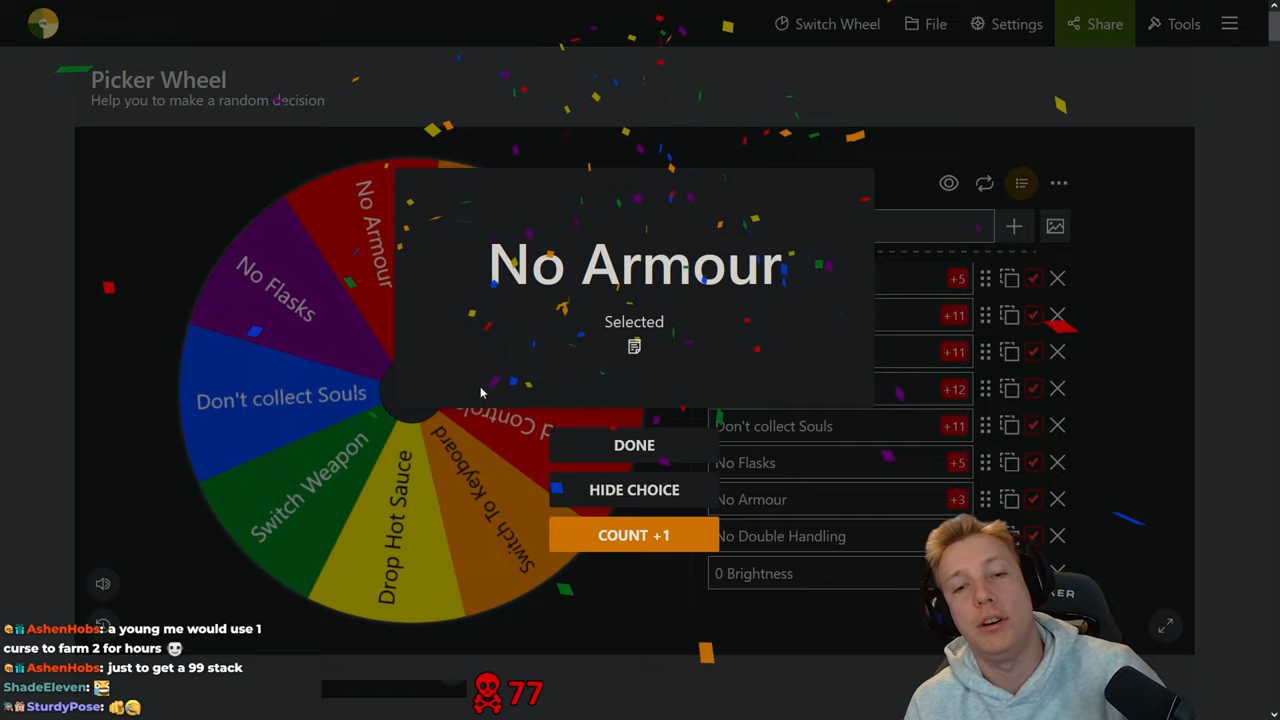 Switch Wheel
File
Settings
Share
Tools
Picker Wheel
Help you to make a random decision
No Armour
No Flasks
Don't collect Souls
Switch Weapon
Drop Hot Sauce
Switch To Keyboard
d Controls
No Armour
Selected
DONE
HIDE CHOICE
COUNT +1
+5
+11
+11
+12
Don't collect Souls +11
No Flasks +5
No Armour +3
No Double Handling
0 Brightness
AshenHobs: a young me would use 1
curse to farm 2 for hours
AshenHobs: just to get a 99 stack
ShadeEleven:
SturdyPose:
77